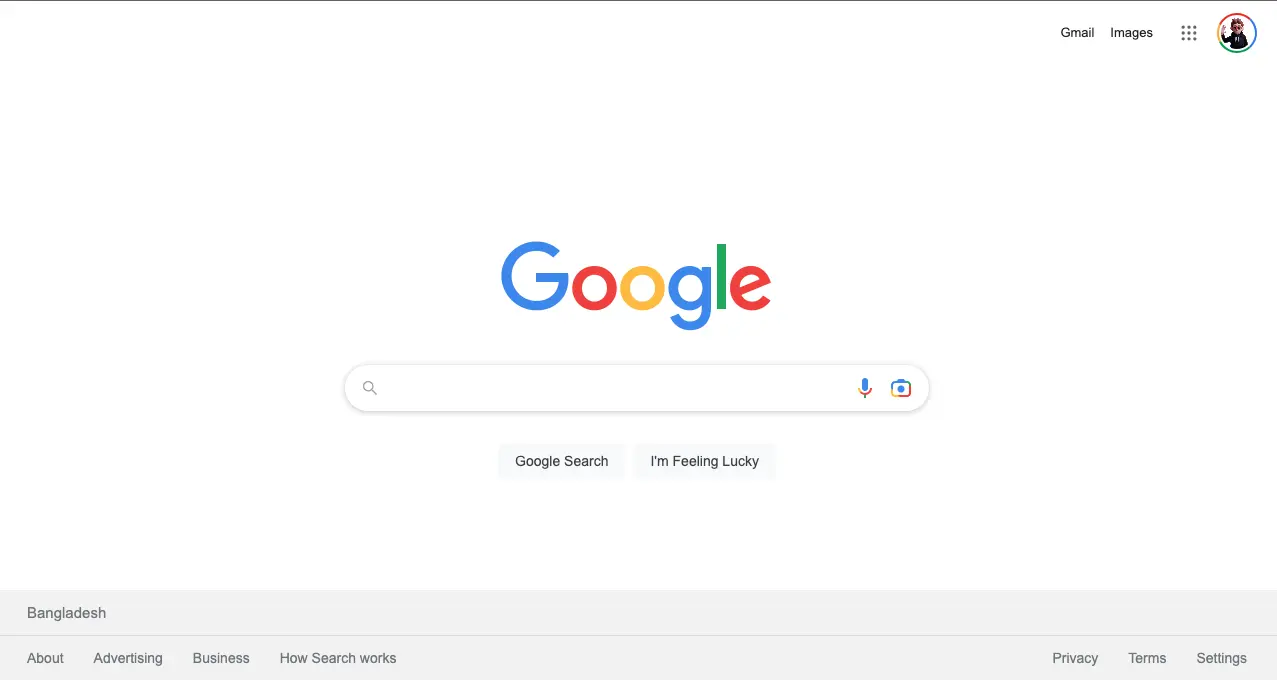 Gmail Images
Google
Google Search I'm Feeling Lucky
Bangladesh
About Advertising Business How Search works Privacy Terms Settings